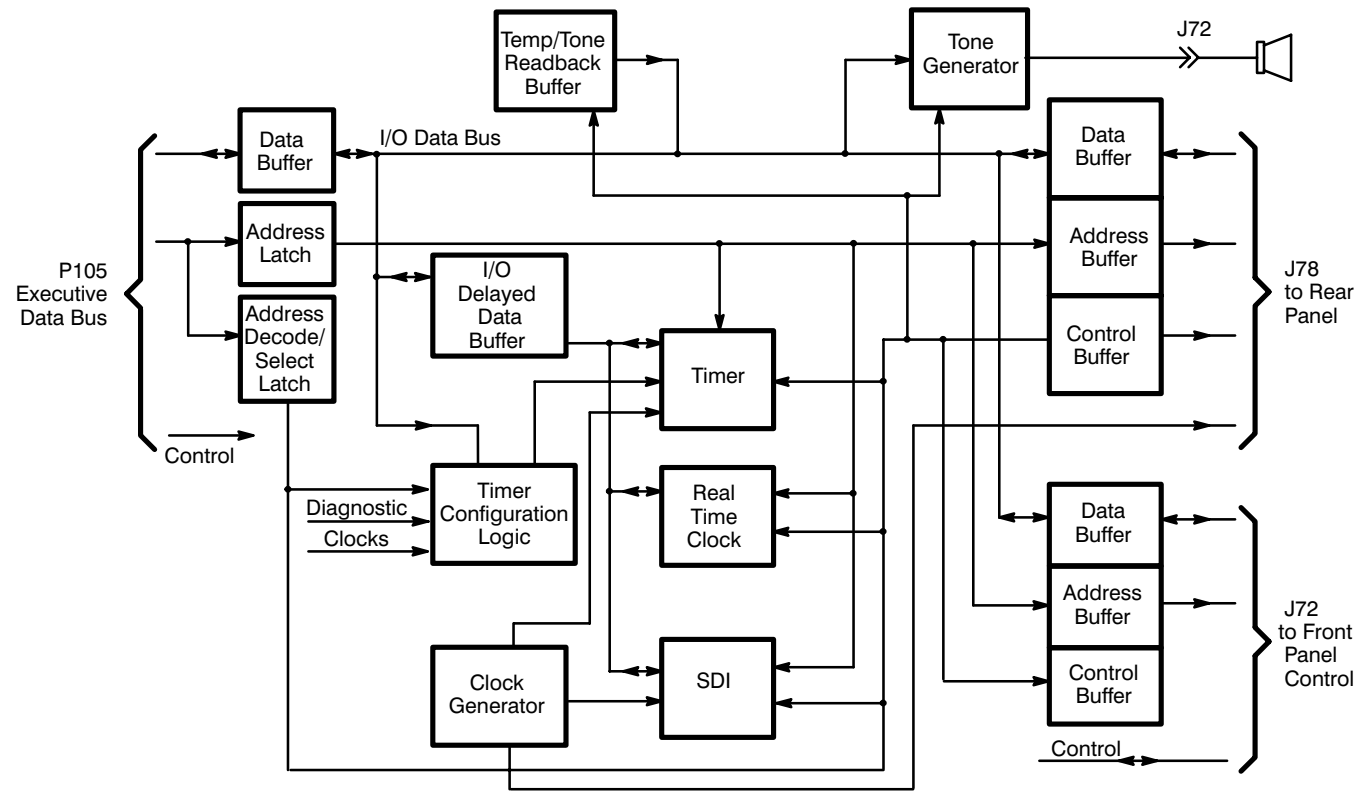 Temp/Tone
Readback
Buffer
Tone
Generator
J72
Data
Buffer
I/O Data Bus
Data
Buffer
Address
Latch
Address
Buffer
P105
Executive
Data Bus
I/O
Delayed
Data
Buffer
J78
to Rear
Panel
Address
Decode/
Select
Latch
Control
Buffer
Timer
Control
Timer
Configuration
Logic
Diagnostic
Clocks
Real
Time
Clock
Data
Buffer
Address
Buffer
J72
to Front
Panel
Control
Clock
Generator
SDI
Control
Buffer
Control